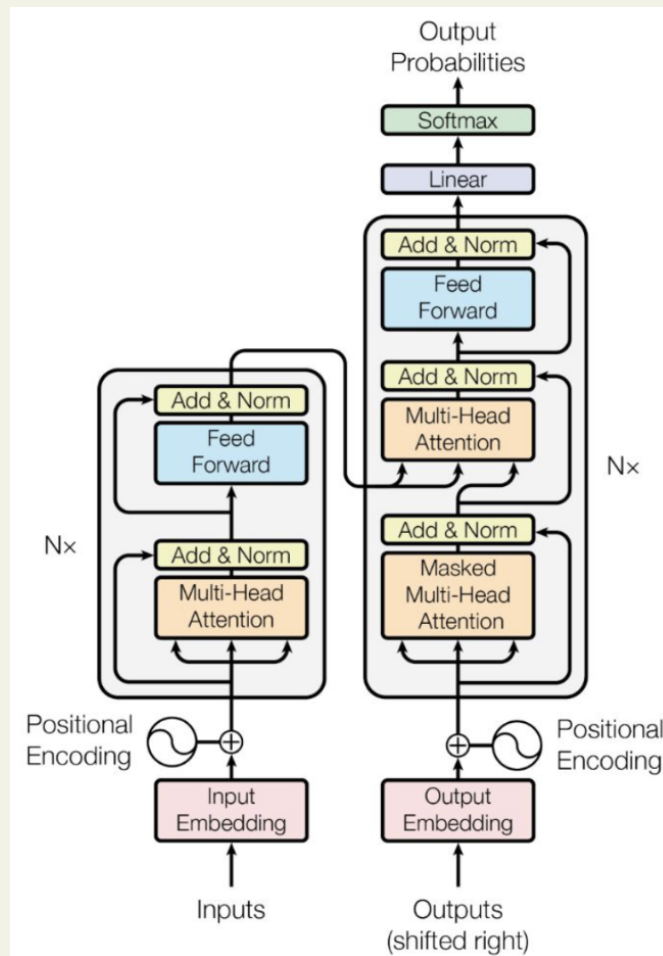 Output
Probabilities
Softmax
Linear
Add & Norm
Feed
Forward
Add & Norm
Multi-Head
Attention
Add & Norm
Masked
Multi-Head
Attention
Nx
Add & Norm
Feed
Forward
Add & Norm
Multi-Head
Attention
Nx
Positional
Encoding
Positional
Encoding
Input
Embedding
Output
Embedding
Inputs
Outputs
(shifted right)